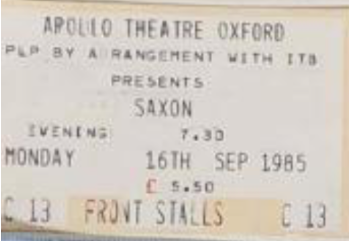 APOLLO THEATRE OXFORD
PLP BY ARRANGEMENT WITH ITB
PRESENTS
SAXON
EVENING 7.30
MONDAY 16TH SEP 1985
£ 5.50
C 13 FRONT STALLS C 13